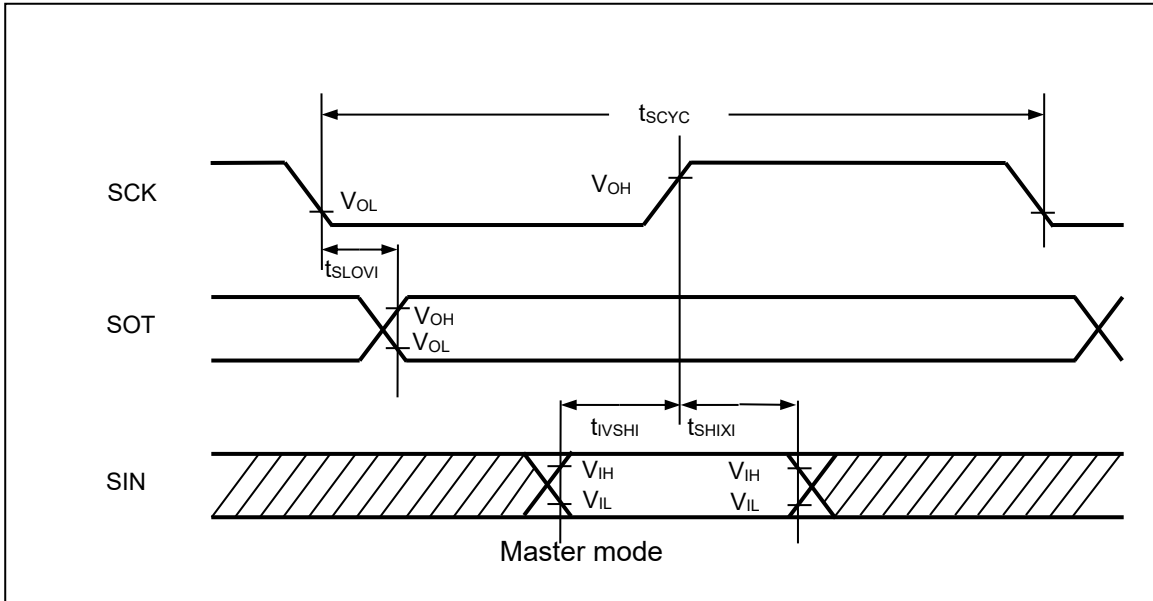 tSCYC
SCK
VOL
VOH
tSLOVI
SOT
VOH
VOL
tIVSHI
tSHIXI
SIN
VIH
VIH
VIL
VIL
Master mode